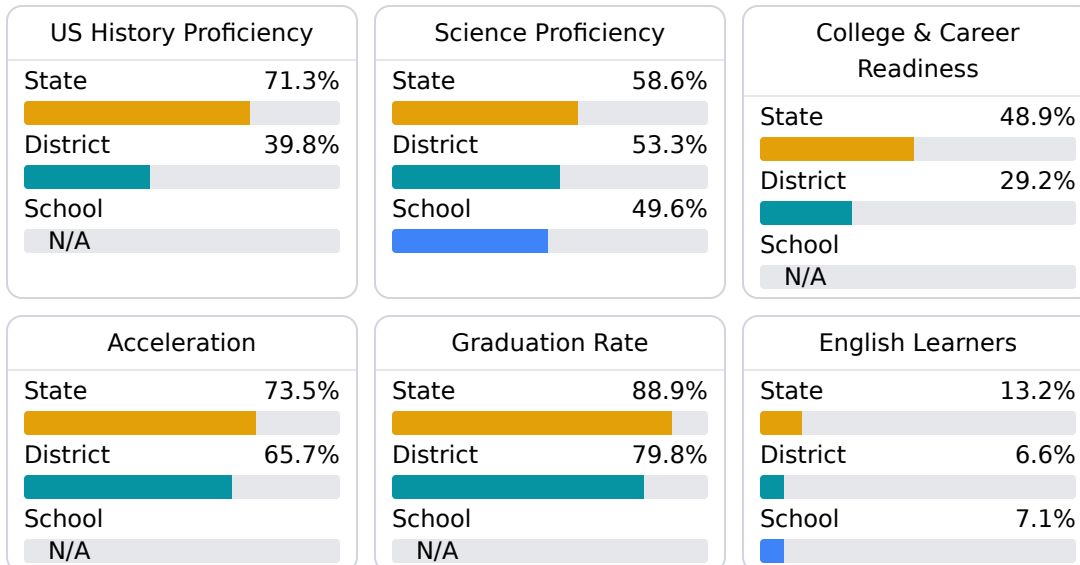 US History Proficiency
State 71.3%
District 39.8%
School
N/A
Science Proficiency
State 58.6%
District 53.3%
School 49.6%
College & Career
Readiness
State 48.9%
District 29.2%
School
N/A
Acceleration
State 73.5%
District 65.7%
School
N/A
Graduation Rate
State 88.9%
District 79.8%
School
N/A
English Learners
State 13.2%
District 6.6%
School 7.1%